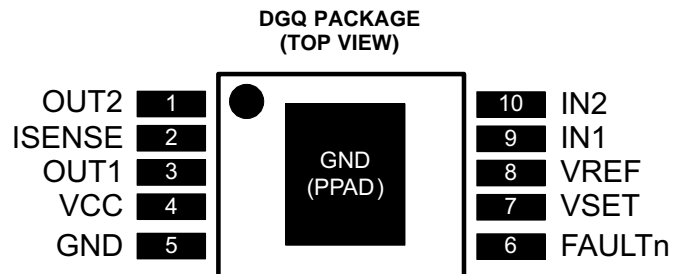 DGQ PACKAGE
(TOP VIEW)
OUT2 1 10 IN2
ISENSE 2 9 IN1
OUT1 3 GND 8 VREF
VCC 4 (PPAD) 7 VSET
GND 5 6 FAULTn